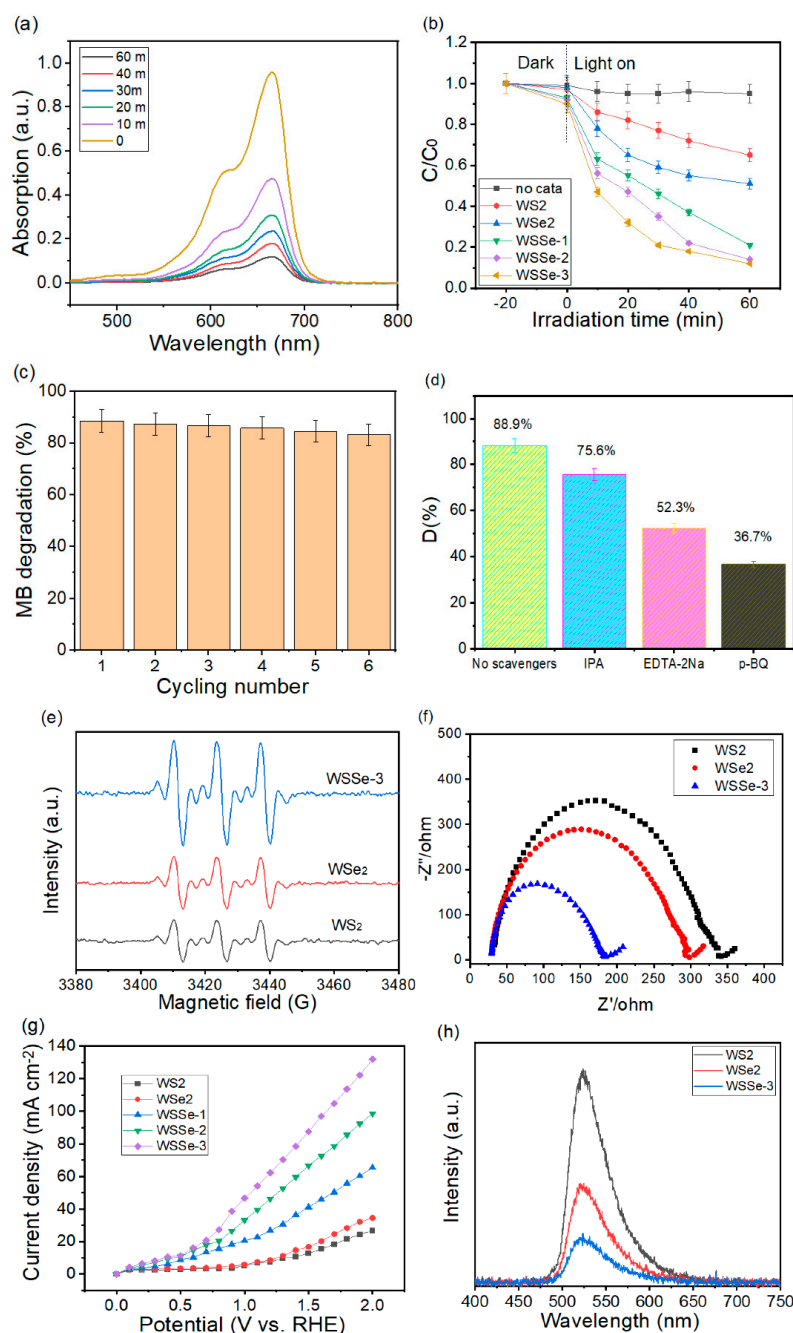 (a)
60 m
40 m
30m
20 m
10 m
0
1.0
0.8
0.6
0.4
0.2
0.0
500
600
700
800
Absorption (a.u.)
Wavelength (nm)
(b)
Dark
Light on
no cata
WS2
WSe2
WSSe-1
WSSe-2
WSSe-3
1.2
1.0
0.8
0.6
0.4
0.2
0.0
-20
0
20
40
60
C/C0
Irradiation time (min)
(c)
100
80
60
40
20
0
1
2
3
4
5
6
MB degradation (%)
Cycling number
(d)
88.9%
75.6%
52.3%
36.7%
80
60
40
20
0
20
40
60
80
100
D(%)
No scavengers
IPA
EDTA-2Na
p-BQ
(e)
WSSe-3
WSe2
WS2
3380
3400
3420
3440
3460
3480
Intensity (a.u.)
Magnetic field (G)
(f)
WS2
WSe2
WSSe-3
-500
-400
-300
-200
-100
0
0
50
100
150
200
250
300
350
400
-Z"/ohm
Z'/ohm
(g)
WS2
WSe2
WSSe-1
WSSe-2
WSSe-3
140
120
100
80
60
40
20
0
0.0
0.5
1.0
1.5
2.0
Current density (mA cm-2)
Potential (V vs. RHE)
(h)
WS2
WSe2
WSSe-3
400
450
500
550
600
650
700
750
Intensity (a.u.)
Wavelength (nm)